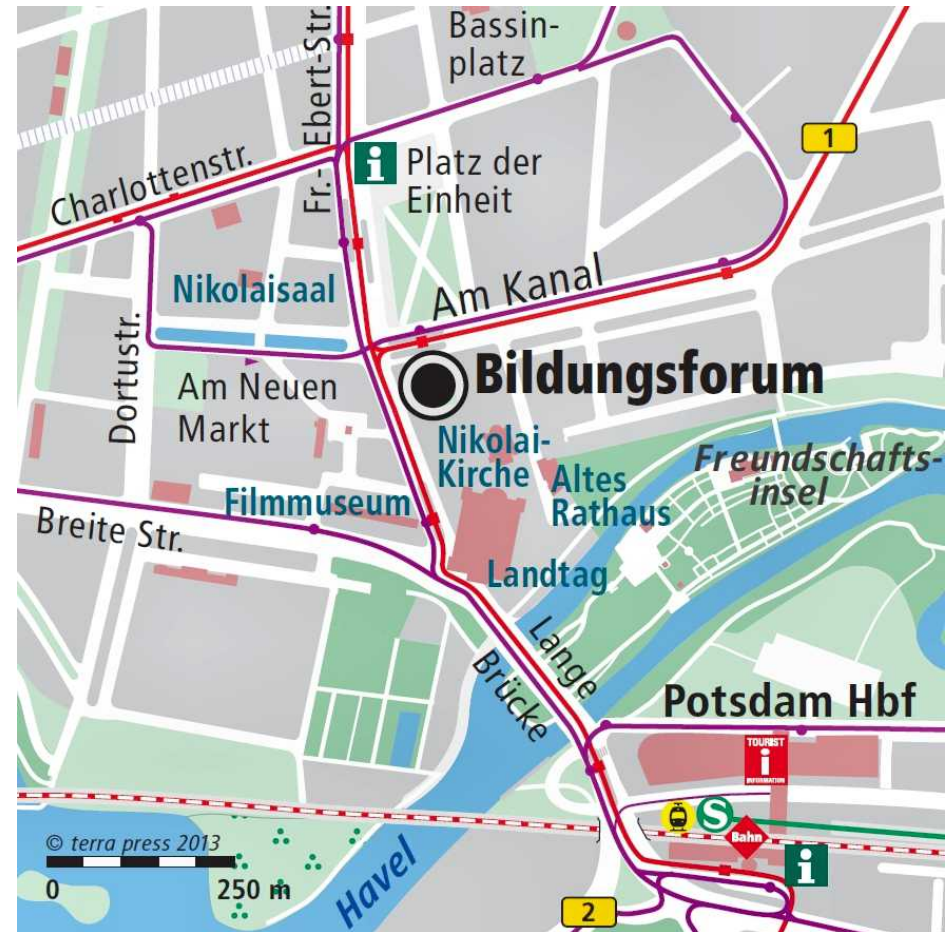 Bassin-
platz
Fr.-Ebert-Str.
1
Charlottenstr.
i
Platz der
Einheit
Nikolaisaal
Am Kanal
Dortustr.
Bildungsforum
Am Neuen
Markt
Nikolai-
Kirche
Freundschafts-
insel
Altes
Rathaus
Filmmuseum
Breite Str.
Landtag
Lange
Brücke
Potsdam Hbf
TOURIST
i
INFORMATION
S
Bahn
© terra press 2013
0
250 m
Havel
i
2